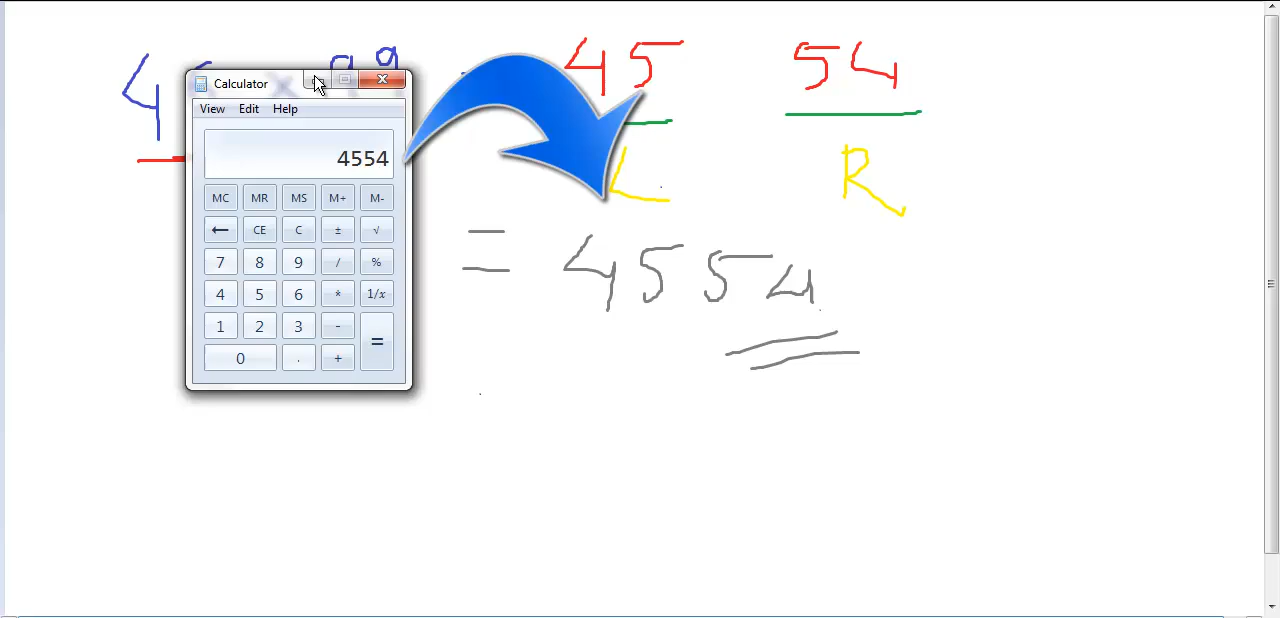 45 54
L R
= 4554
Calculator
View Edit Help
4554
MC MR MS M+ M-
← CE C ± √
7 8 9 / %
4 5 6 * 1/x
1 2 3 - =
0 . +